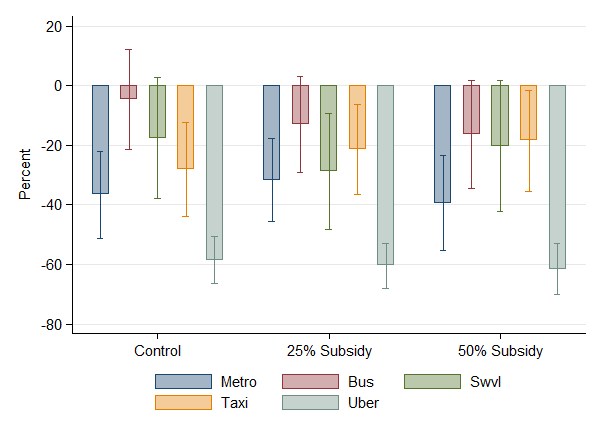 20
0
-20
-40
-60
-80
Percent
Control 25% Subsidy 50% Subsidy
Metro Bus Swvl
Taxi Uber